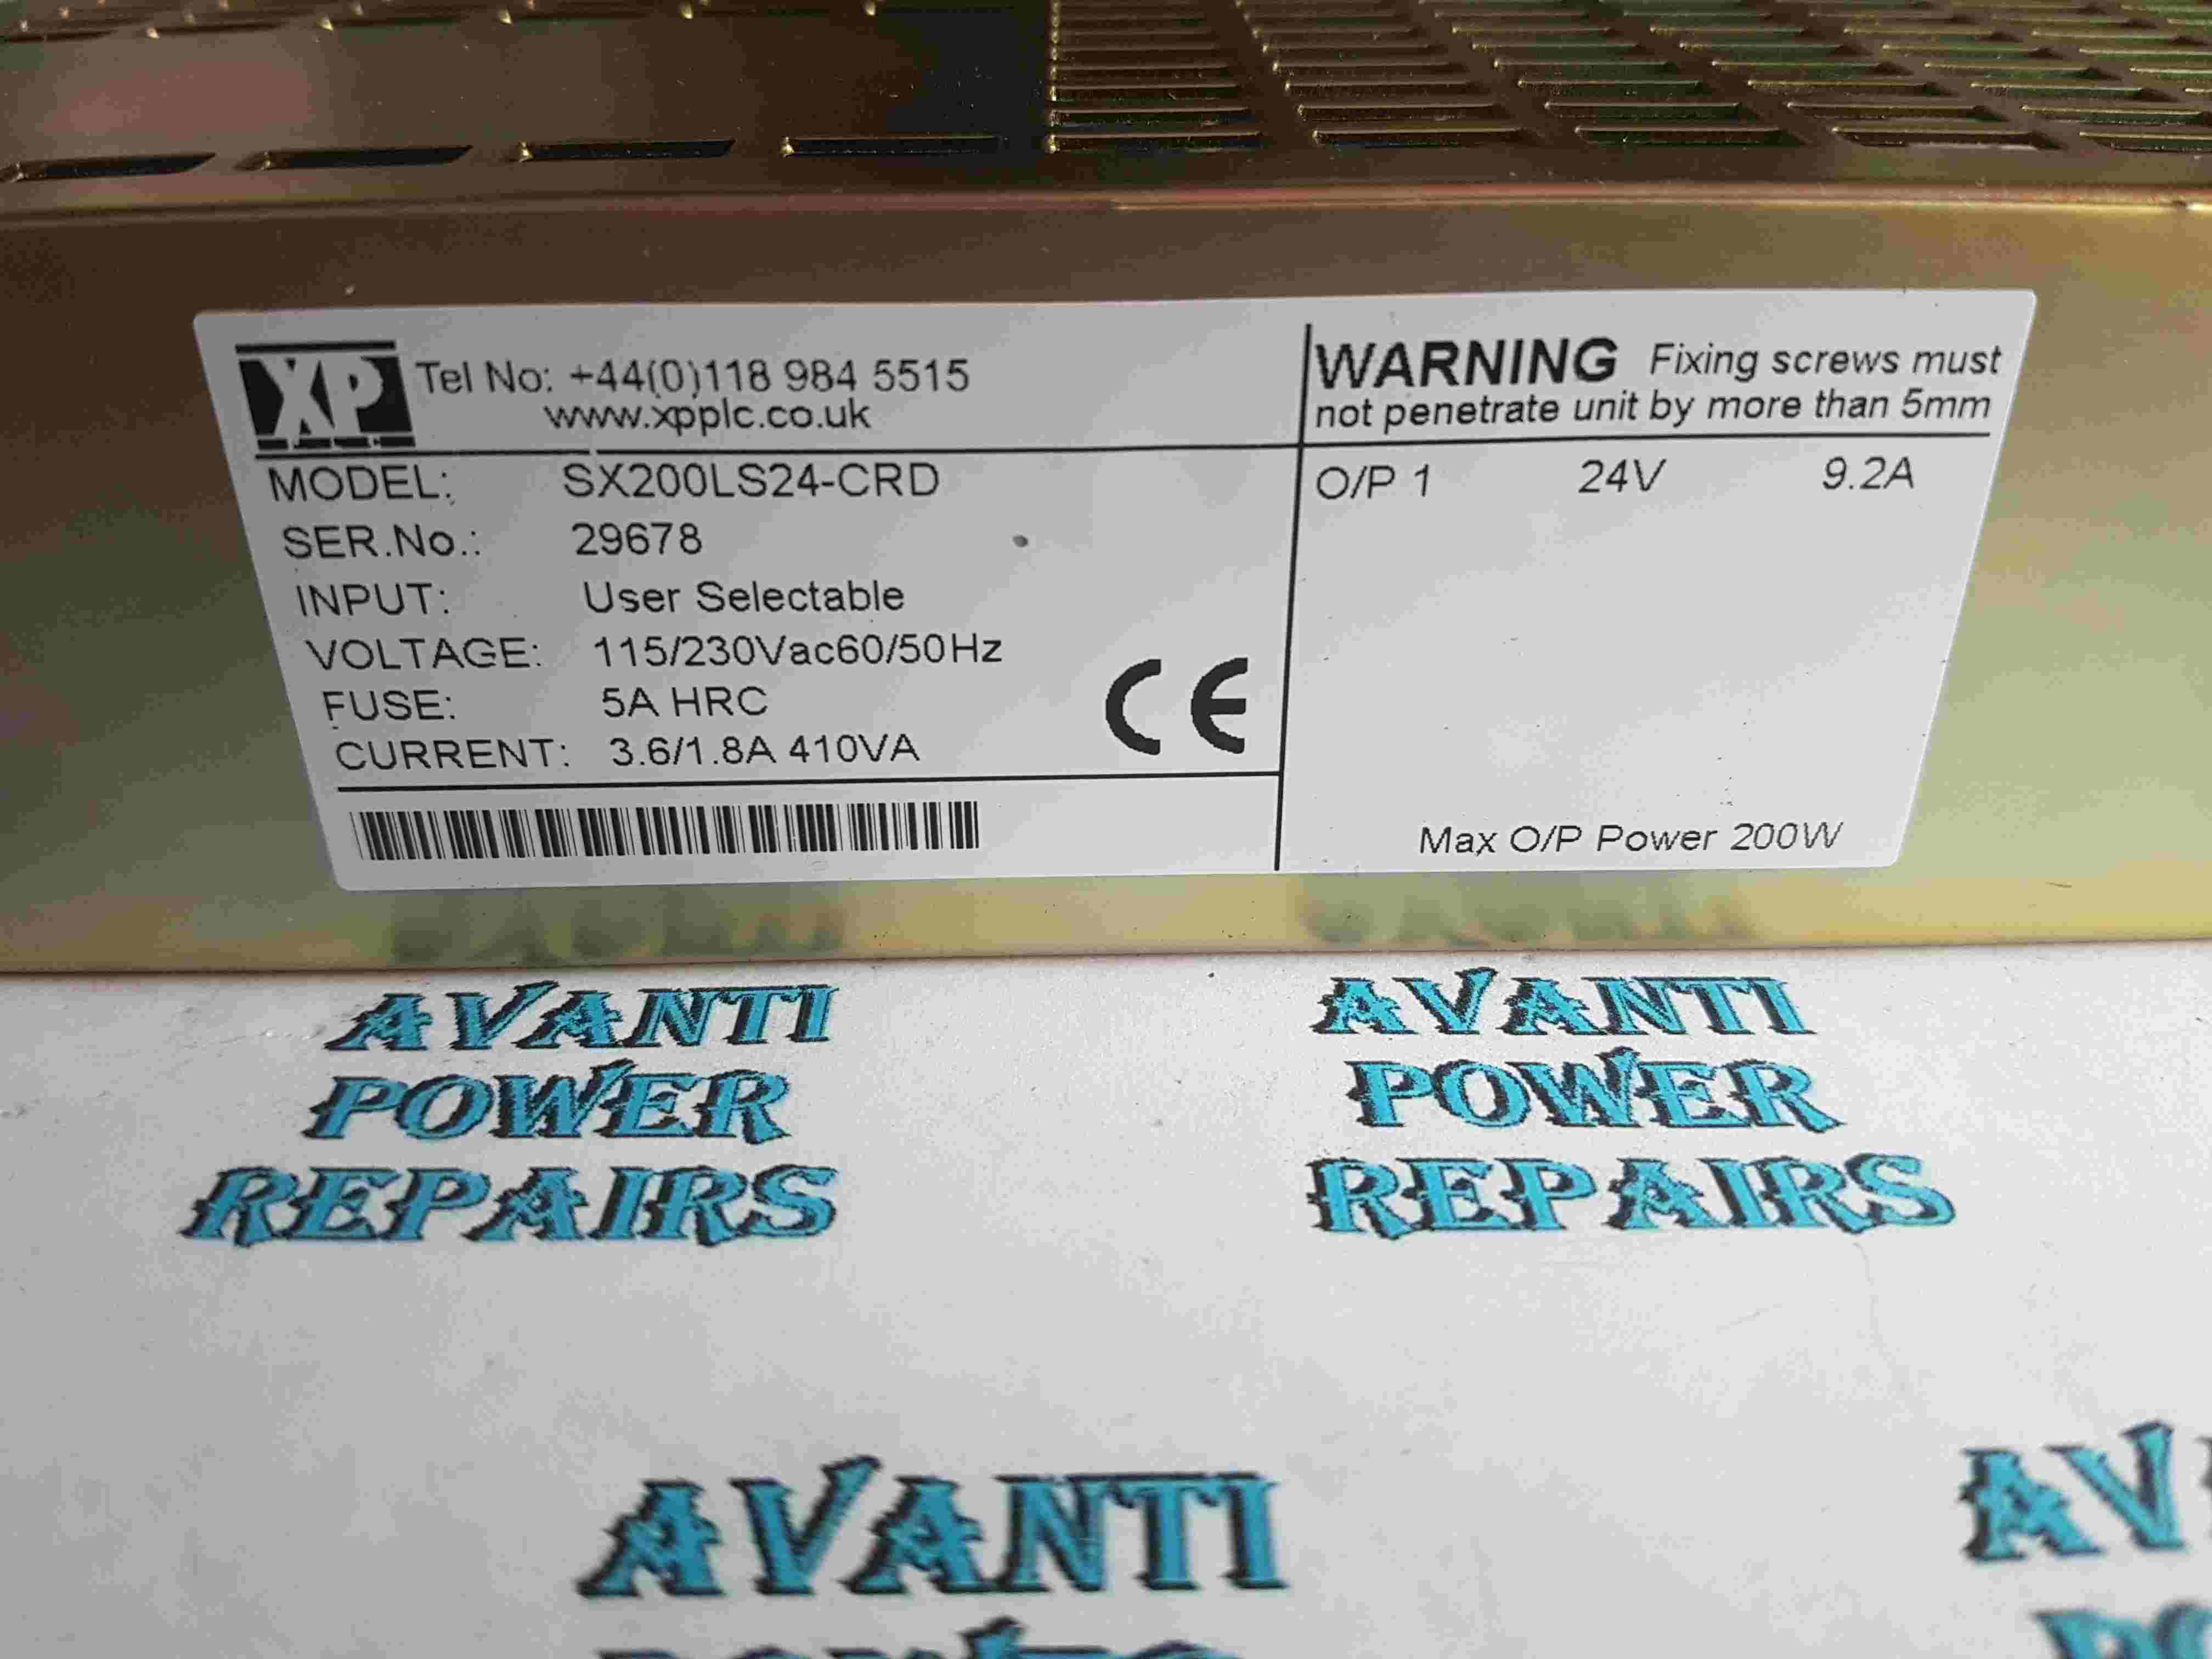 XP Tel No: +44(0)118 984 5515
www.xpplc.co.uk
MODEL: SX200LS24-CRD
SER.No.: 29678
INPUT: User Selectable
VOLTAGE: 115/230Vac60/50Hz
FUSE: 5A HRC
CURRENT: 3.6/1.8A 410VA
CE
WARNING Fixing screws must
not penetrate unit by more than 5mm
O/P 1 24V 9.2A
Max O/P Power 200W
AVANTI
POWER
REPAIRS
AVANTI
POWER
REPAIRS
AVANTI
AV